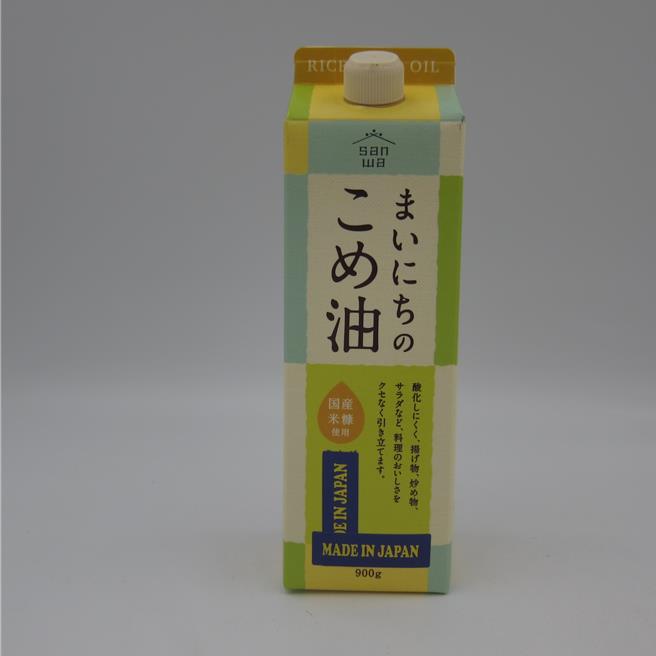 RICE OIL
san
wa
まいにちの
こめ油
国産
米糠
使用
酸化しにくく、揚げ物、炒め物、
サラダなど、料理のおいしさを
クセなく引き立てます。
DE IN JAPAN
MADE IN JAPAN
900g